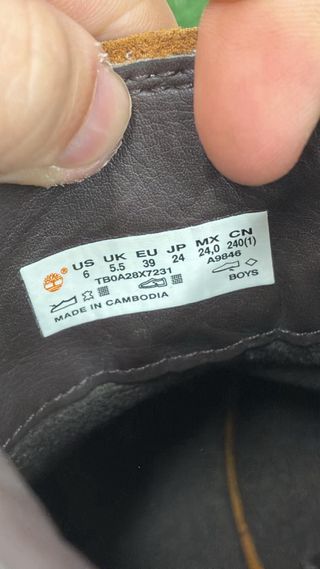 US UK EU JP MX CN
6 5.5 39 24 24,0 240(1)
TB0A28X7231 A9846
BOYS
MADE IN CAMBODIA